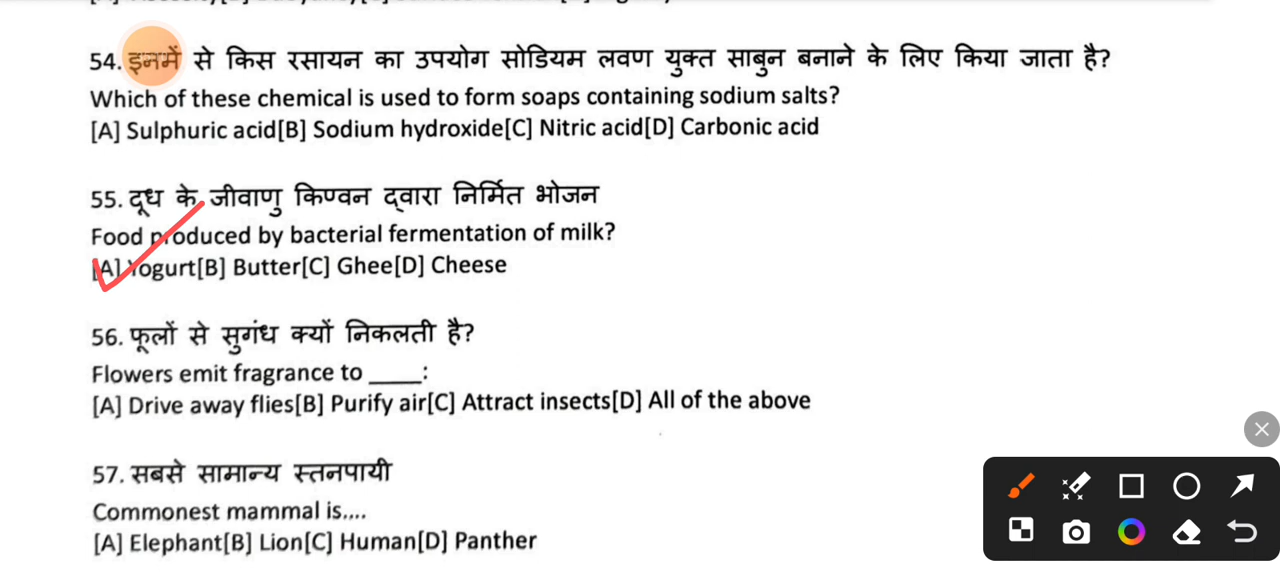 54. इनमें से किस रसायन का उपयोग सोडियम लवण युक्त साबुन बनाने के लिए किया जाता है?
Which of these chemical is used to form soaps containing sodium salts?
[A] Sulphuric acid[B] Sodium hydroxide[C] Nitric acid[D] Carbonic acid
55. दूध के जीवाणु किण्वन द्वारा निर्मित भोजन
Food produced by bacterial fermentation of milk?
[A] Yogurt[B] Butter[C] Ghee[D] Cheese
56. फूलों से सुगंध क्यों निकलती है?
Flowers emit fragrance to ____:
[A] Drive away flies[B] Purify air[C] Attract insects[D] All of the above
57. सबसे सामान्य स्तनपायी
Commonest mammal is....
[A] Elephant[B] Lion[C] Human[D] Panther